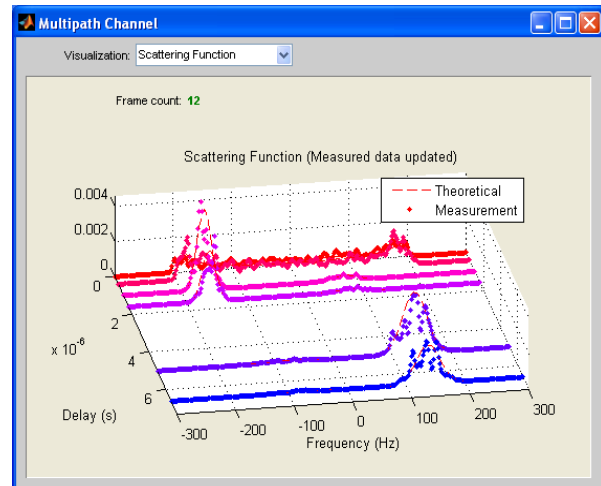 Multipath Channel
Visualization: Scattering Function
Frame count: 12
Scattering Function (Measured data updated)
Theoretical
Measurement
0.004
0.002
0
0
2
4
6
x 10^-6
Delay (s)
-300
-200
-100
0
100
200
300
Frequency (Hz)